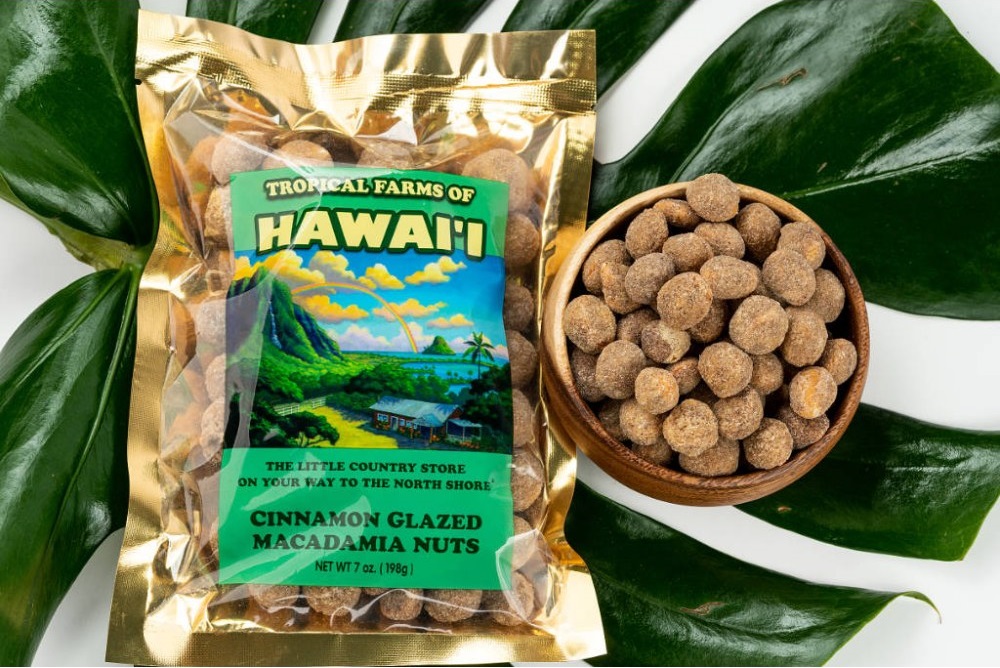 TROPICAL FARMS OF
HAWAI'I
THE LITTLE COUNTRY STORE
ON YOUR WAY TO THE NORTH SHORE
CINNAMON GLAZED
MACADAMIA NUTS
NET WT 7 oz. (198g)